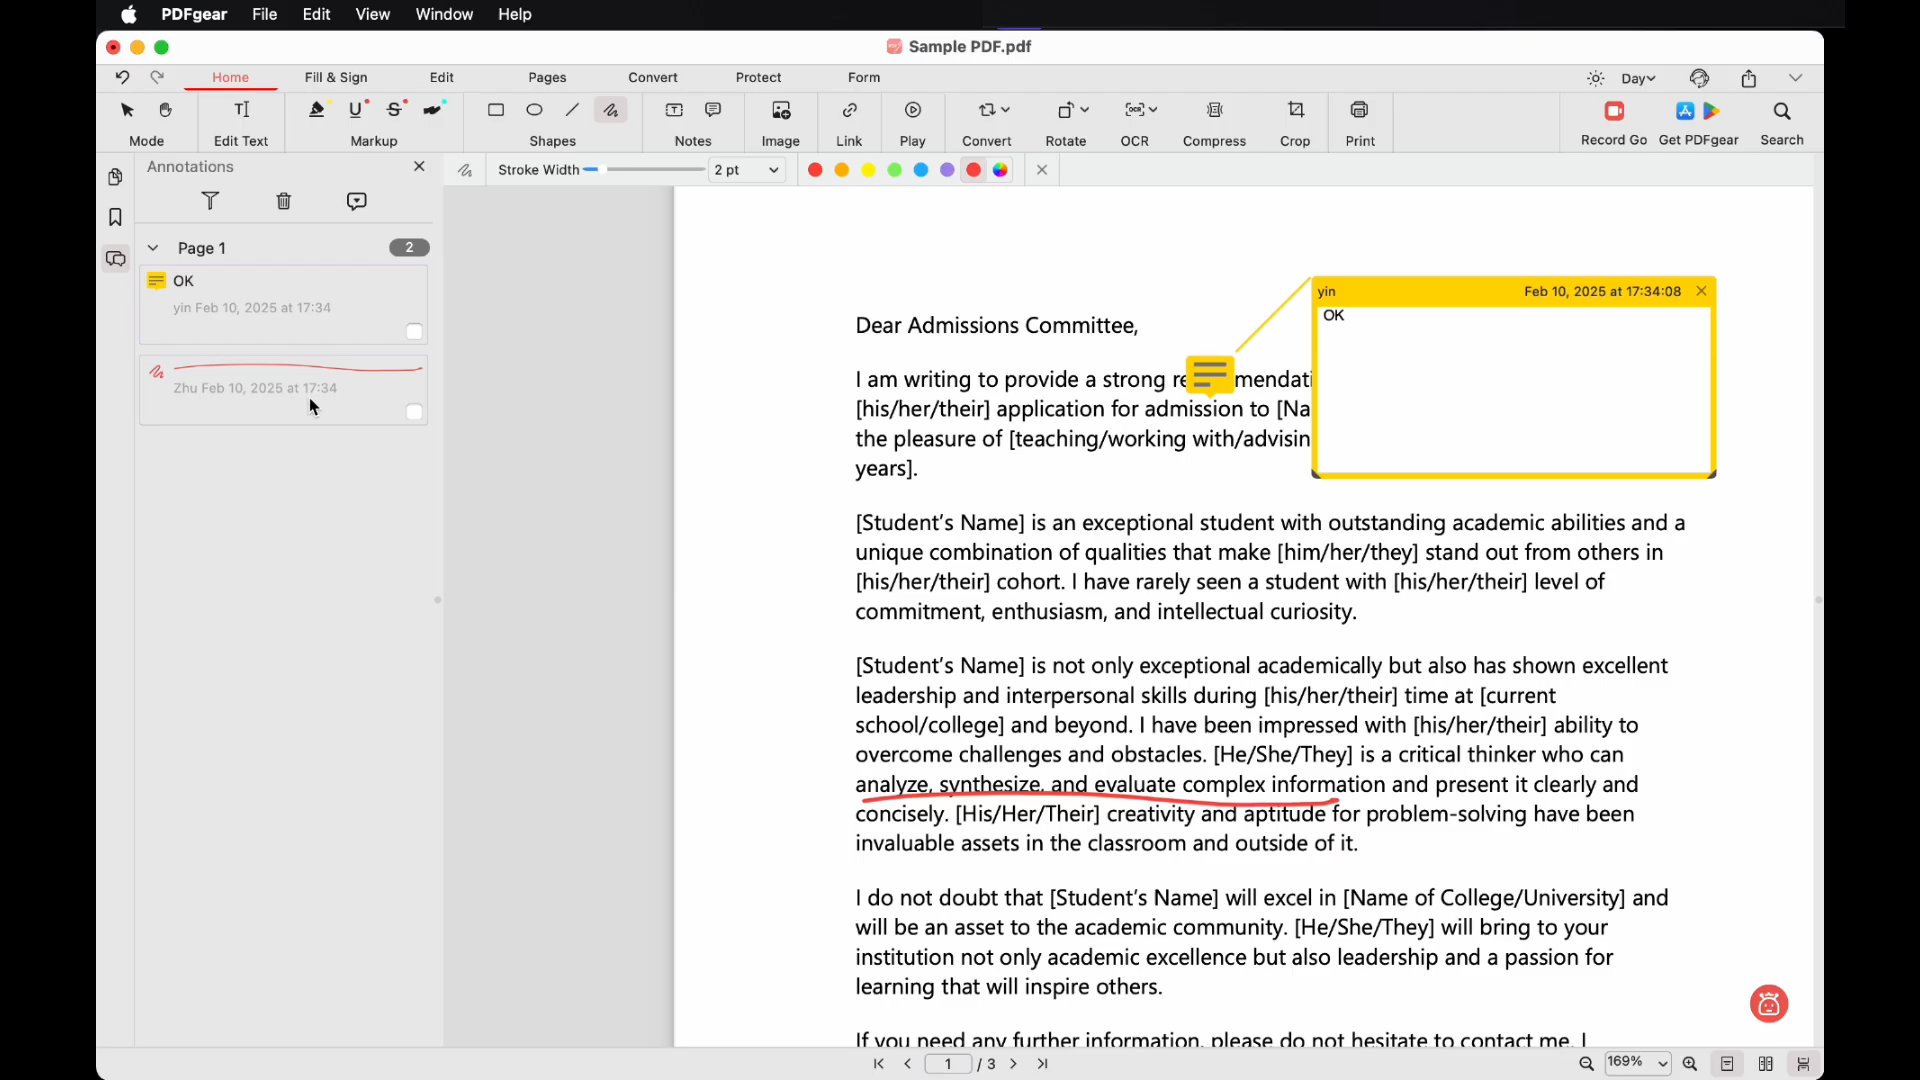 PDFgear File Edit View Window Help
Sample PDF.pdf
Home Fill & Sign Edit Pages Convert Protect Form Day
Mode Edit Text Markup Shapes Notes Image Link Play Convert Rotate OCR Compress Crop Print Record Go Get PDFgear Search
Annotations
Stroke Width 2 pt
Page 1 2
OK
yin Feb 10, 2025 at 17:34
Zhu Feb 10, 2025 at 17:34
yin Feb 10, 2025 at 17:34:08
OK
Dear Admissions Committee,
I am writing to provide a strong re mendati
[his/her/their] application for admission to [Na
the pleasure of [teaching/working with/advisin
years].
[Student's Name] is an exceptional student with outstanding academic abilities and a
unique combination of qualities that make [him/her/they] stand out from others in
[his/her/their] cohort. I have rarely seen a student with [his/her/their] level of
commitment, enthusiasm, and intellectual curiosity.
[Student's Name] is not only exceptional academically but also has shown excellent
leadership and interpersonal skills during [his/her/their] time at [current
school/college] and beyond. I have been impressed with [his/her/their] ability to
overcome challenges and obstacles. [He/She/They] is a critical thinker who can
analyze, synthesize, and evaluate complex information and present it clearly and
concisely. [His/Her/Their] creativity and aptitude for problem-solving have been
invaluable assets in the classroom and outside of it.
I do not doubt that [Student's Name] will excel in [Name of College/University] and
will be an asset to the academic community. [He/She/They] will bring to your
institution not only academic excellence but also leadership and a passion for
learning that will inspire others.
If you need any further information, please do not hesitate to contact me. I
1 / 3 169%